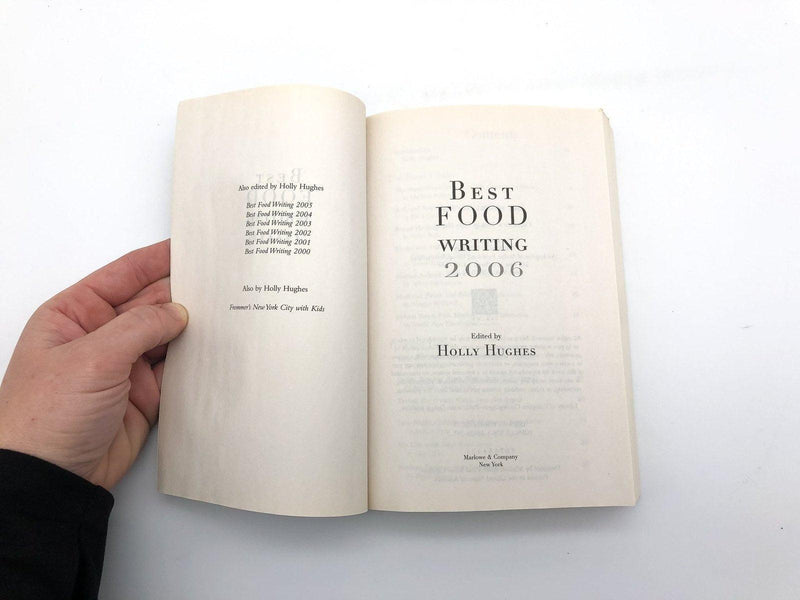 Also edited by Holly Hughes
Best Food Writing 2005
Best Food Writing 2004
Best Food Writing 2003
Best Food Writing 2002
Best Food Writing 2001
Best Food Writing 2000
Also by Holly Hughes
Frommer's New York City with Kids
BEST
FOOD
WRITING
2006
Edited by
HOLLY HUGHES
Marlowe & Company
New York